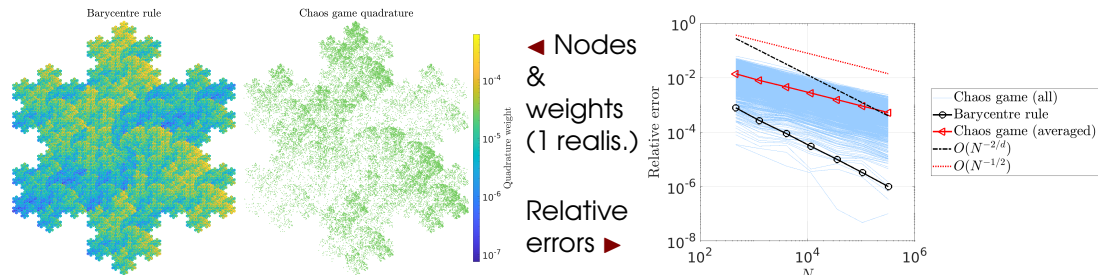 Barycentre rule
Chaos game quadrature
10^-4
10^-5
10^-6
10^-7
Quadrature weight
◄ Nodes
&
weights
(1 realis.)
Relative
errors ►
10^0
10^-2
10^-4
10^-6
10^-8
Relative error
10^2
10^4
10^6
N
Chaos game (all)
Barycentre rule
Chaos game (averaged)
O(N^-2/d)
O(N^-1/2)